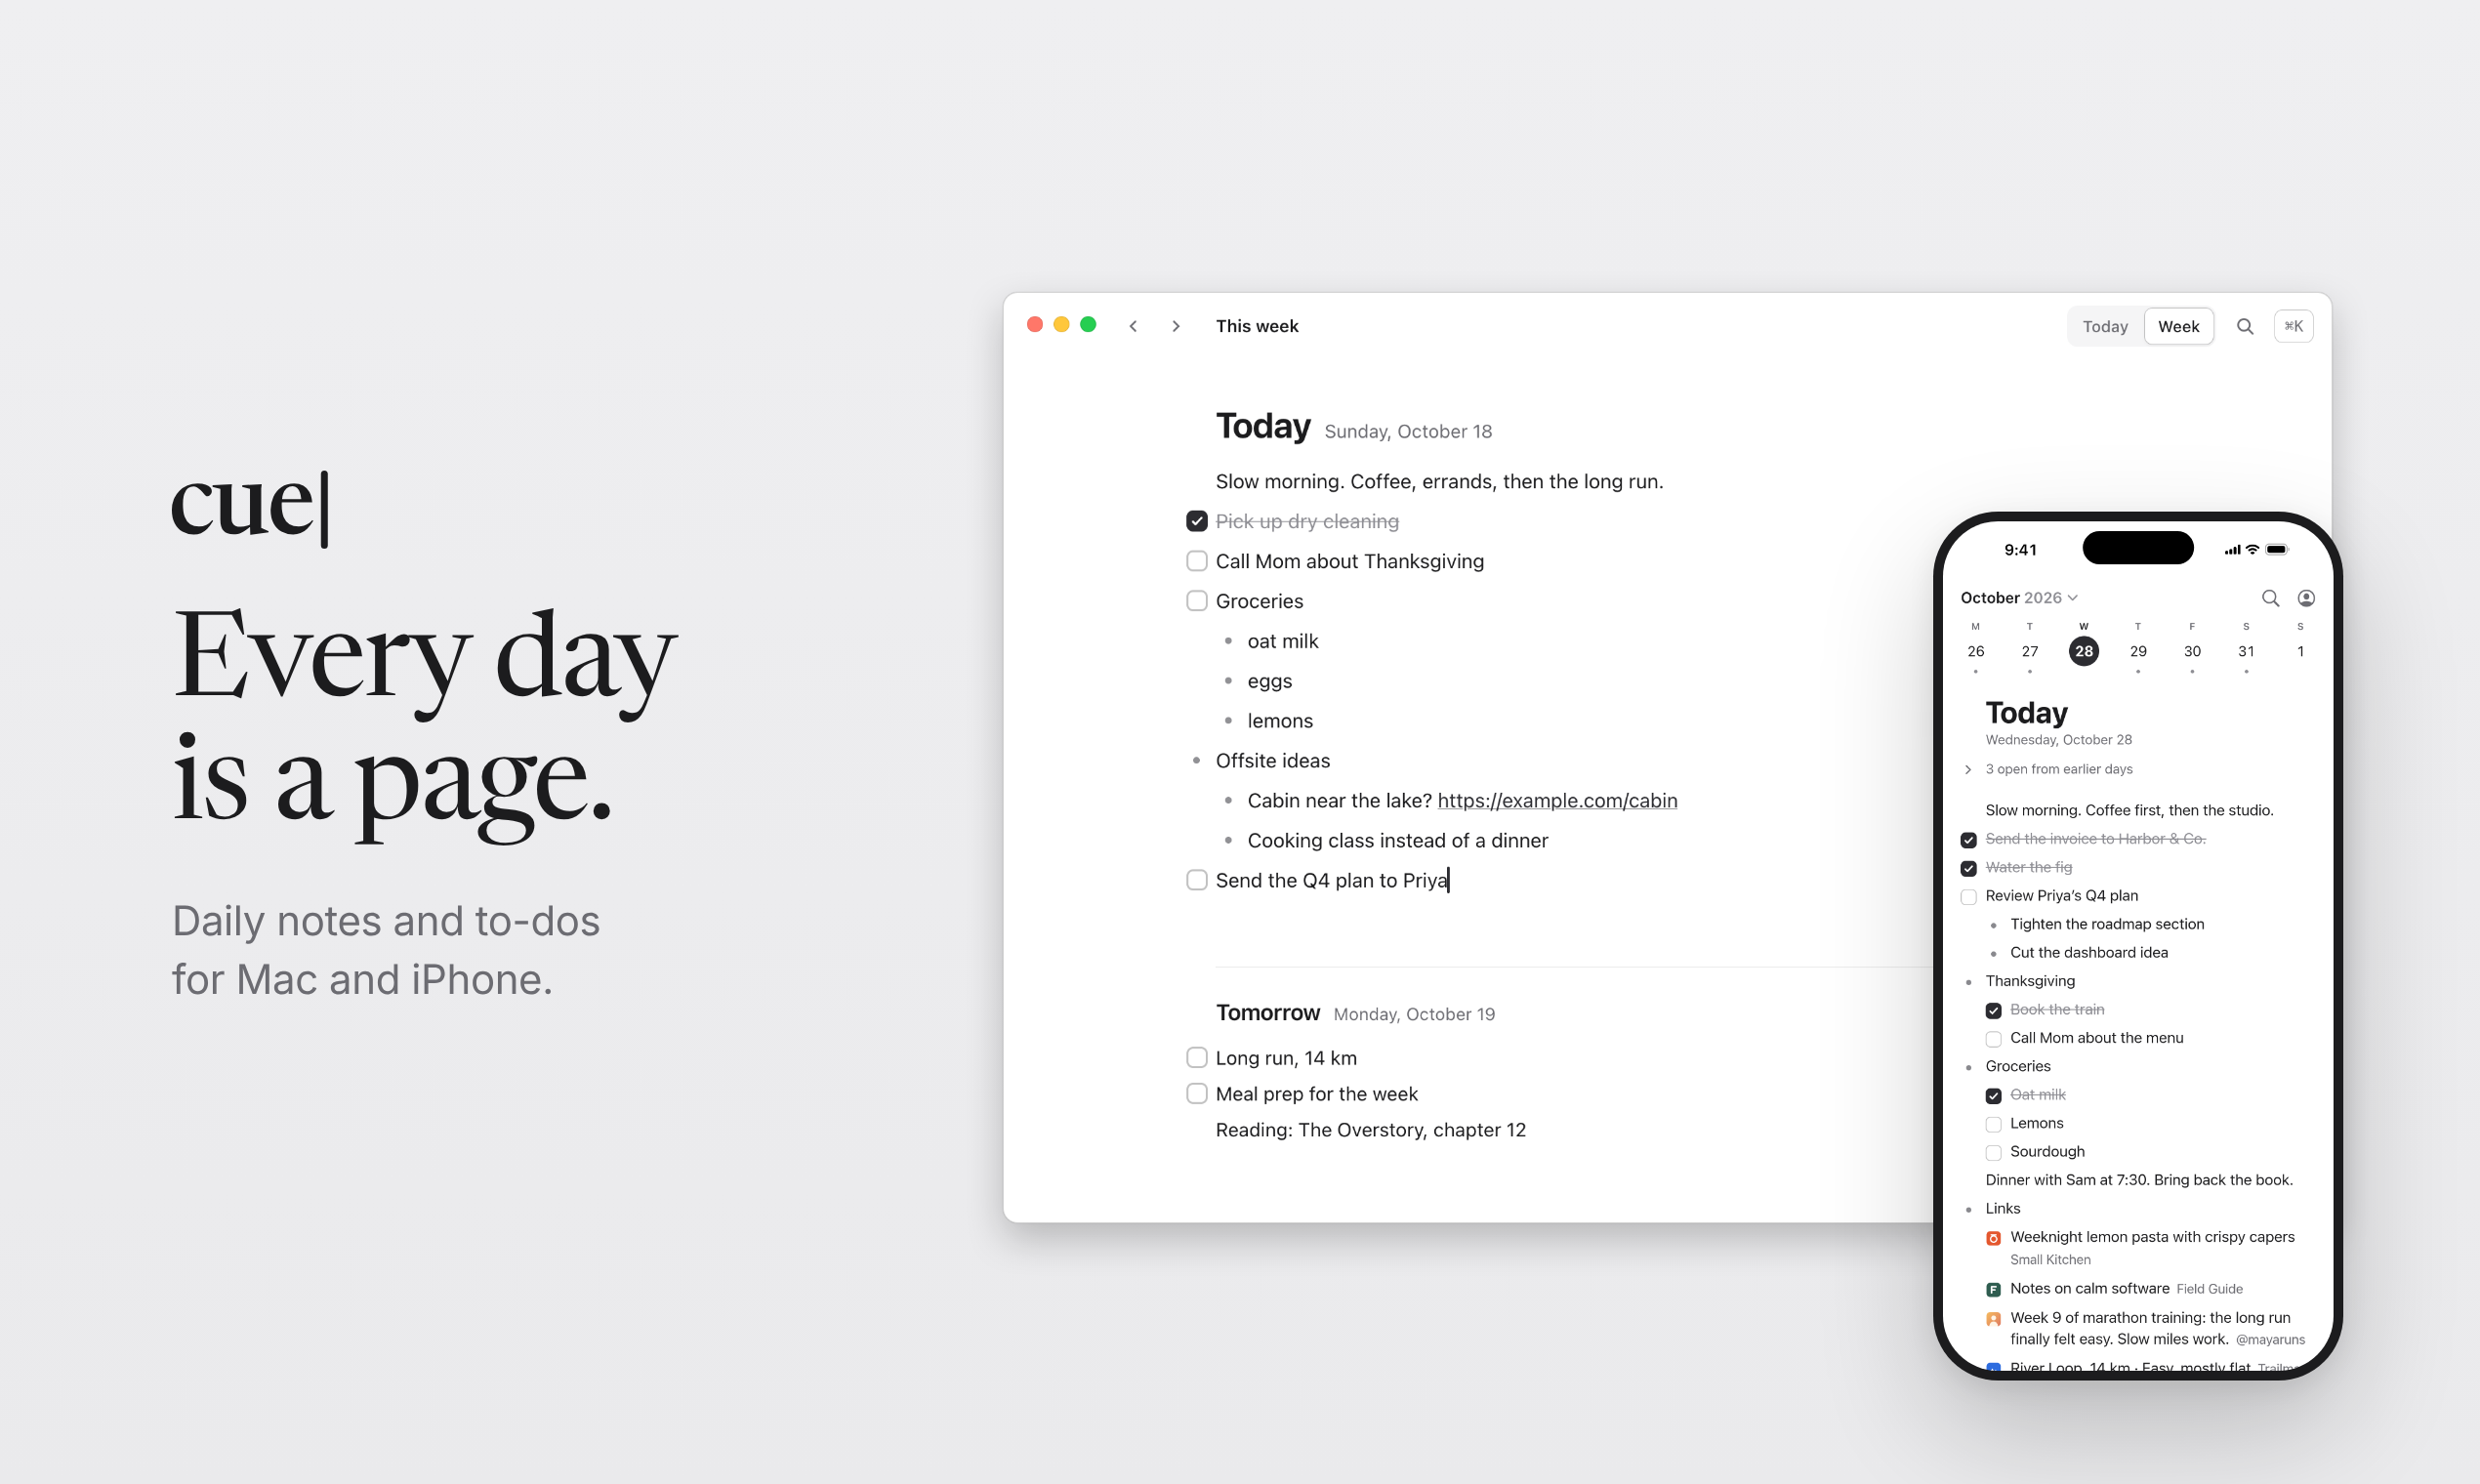 cue
Every day
is a page.
Daily notes and to-dos
for Mac and iPhone.
This week
Today Week ⌘K
Today Sunday, October 18
Slow morning. Coffee, errands, then the long run.
Pick up dry cleaning
Call Mom about Thanksgiving
Groceries
oat milk
eggs
lemons
Offsite ideas
Cabin near the lake? https://example.com/cabin
Cooking class instead of a dinner
Send the Q4 plan to Priya
Tomorrow Monday, October 19
Long run, 14 km
Meal prep for the week
Reading: The Overstory, chapter 12
9:41
October 2026
M T W T F S S
26 27 28 29 30 31 1
Today
Wednesday, October 28
3 open from earlier days
Slow morning. Coffee first, then the studio.
Send the invoice to Harbor & Co.
Water the fig
Review Priya’s Q4 plan
Tighten the roadmap section
Cut the dashboard idea
Thanksgiving
Book the train
Call Mom about the menu
Groceries
Oat milk
Lemons
Sourdough
Dinner with Sam at 7:30. Bring back the book.
Links
Weeknight lemon pasta with crispy capers
Small Kitchen
F Notes on calm software Field Guide
Week 9 of marathon training: the long run
finally felt easy. Slow miles work. @mayaruns
River Loop, 14 km · Easy, mostly flat